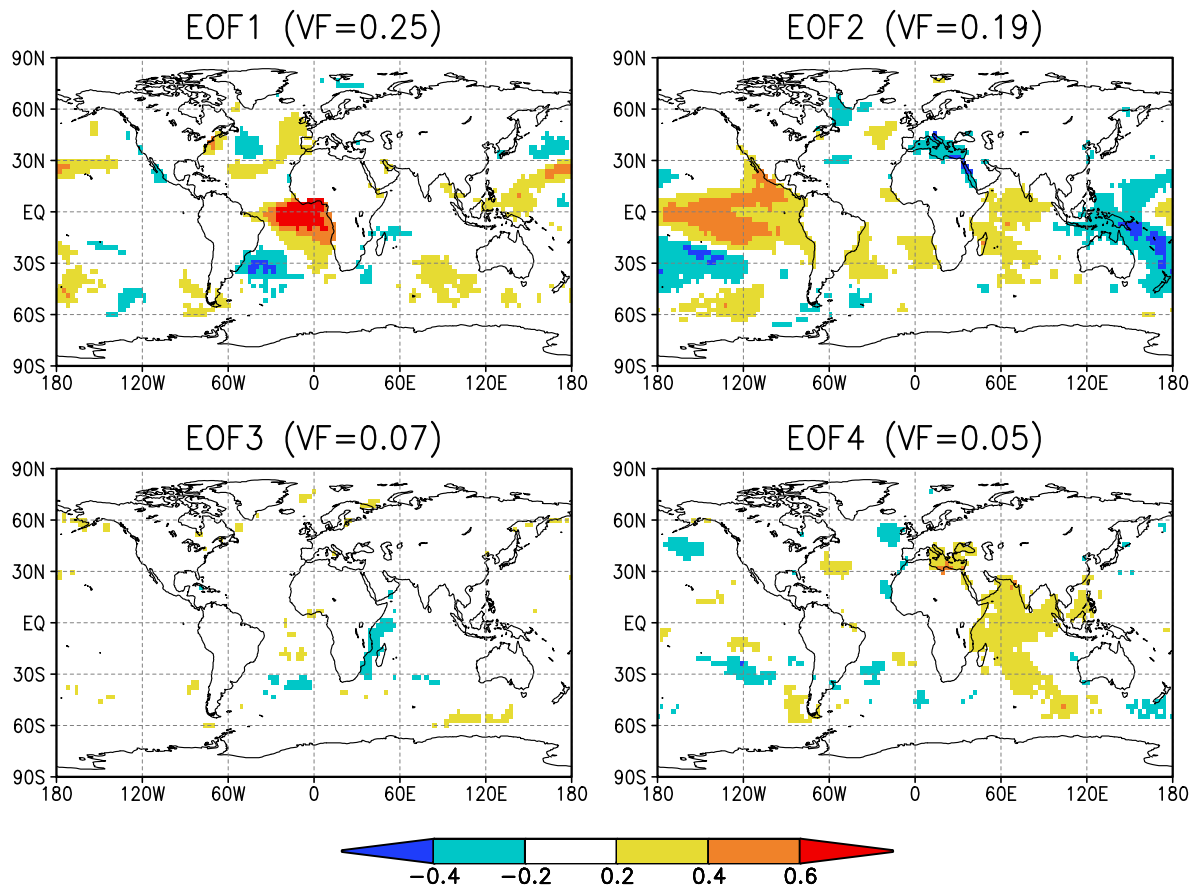 EOF1 (VF=0.25)
EOF2 (VF=0.19)
90N
60N
30N
EQ
30S
60S
90S
180 120W 60W 0 60E 120E 180
90N
60N
30N
EQ
30S
60S
90S
180 120W 60W 0 60E 120E 180
EOF3 (VF=0.07)
EOF4 (VF=0.05)
90N
60N
30N
EQ
30S
60S
90S
180 120W 60W 0 60E 120E 180
90N
60N
30N
EQ
30S
60S
90S
180 120W 60W 0 60E 120E 180
−0.4 −0.2 0.2 0.4 0.6